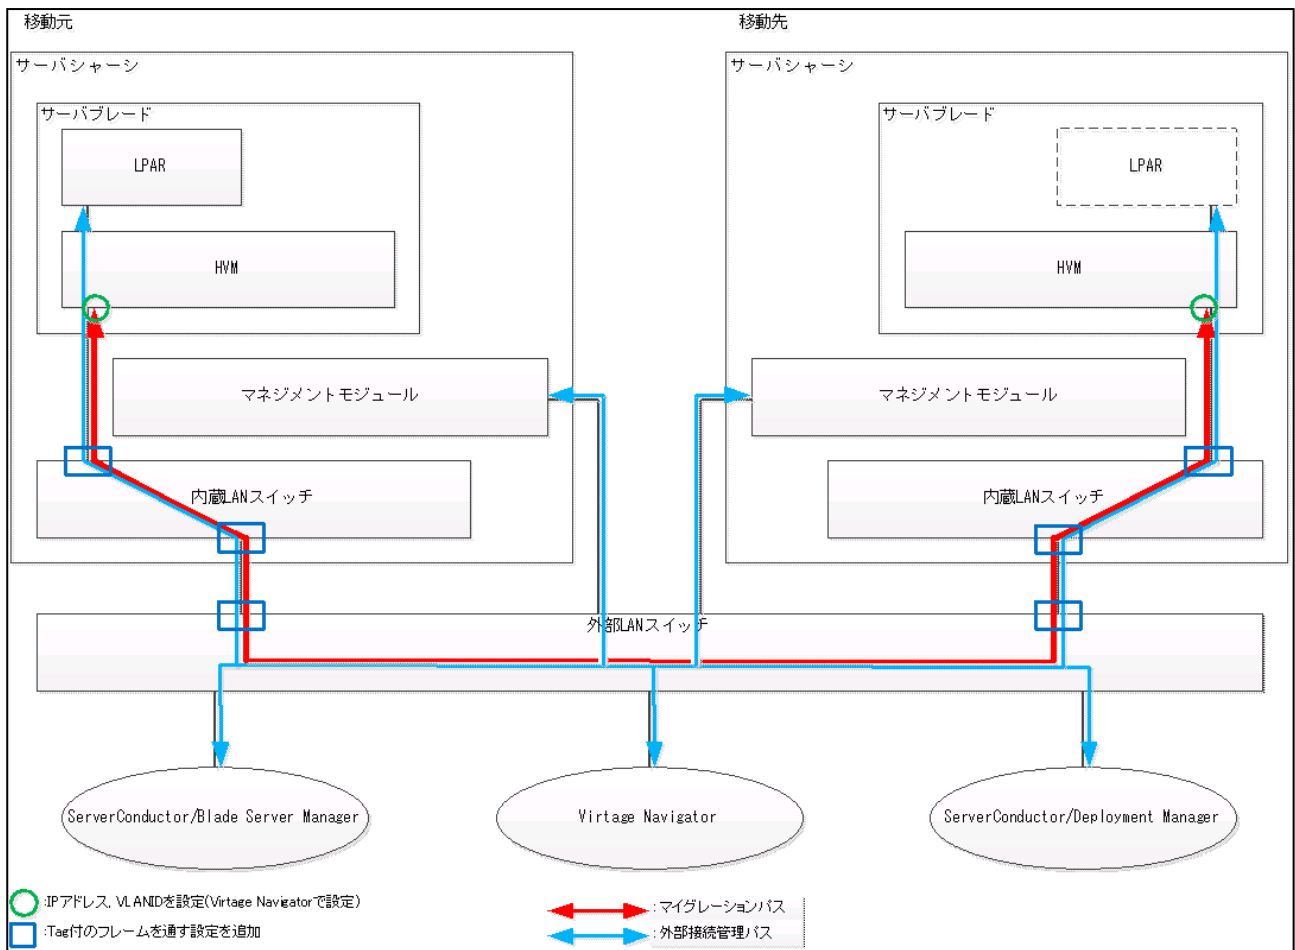 移動元
移動先
サーバシャーシ
サーバシャーシ
サーバブレード
サーバブレード
LPAR
LPAR
HVM
HVM
マネジメントモジュール
マネジメントモジュール
内蔵LANスイッチ
内蔵LANスイッチ
外部LANスイッチ
ServerConductor/Blade Server Manager
Virtage Navigator
ServerConductor/Deployment Manager
:IPアドレス, VLANIDを設定(Virtage Navigatorで設定)
:マイグレーションパス
:Tag付のフレームを通す設定を追加
:外部接続管理パス